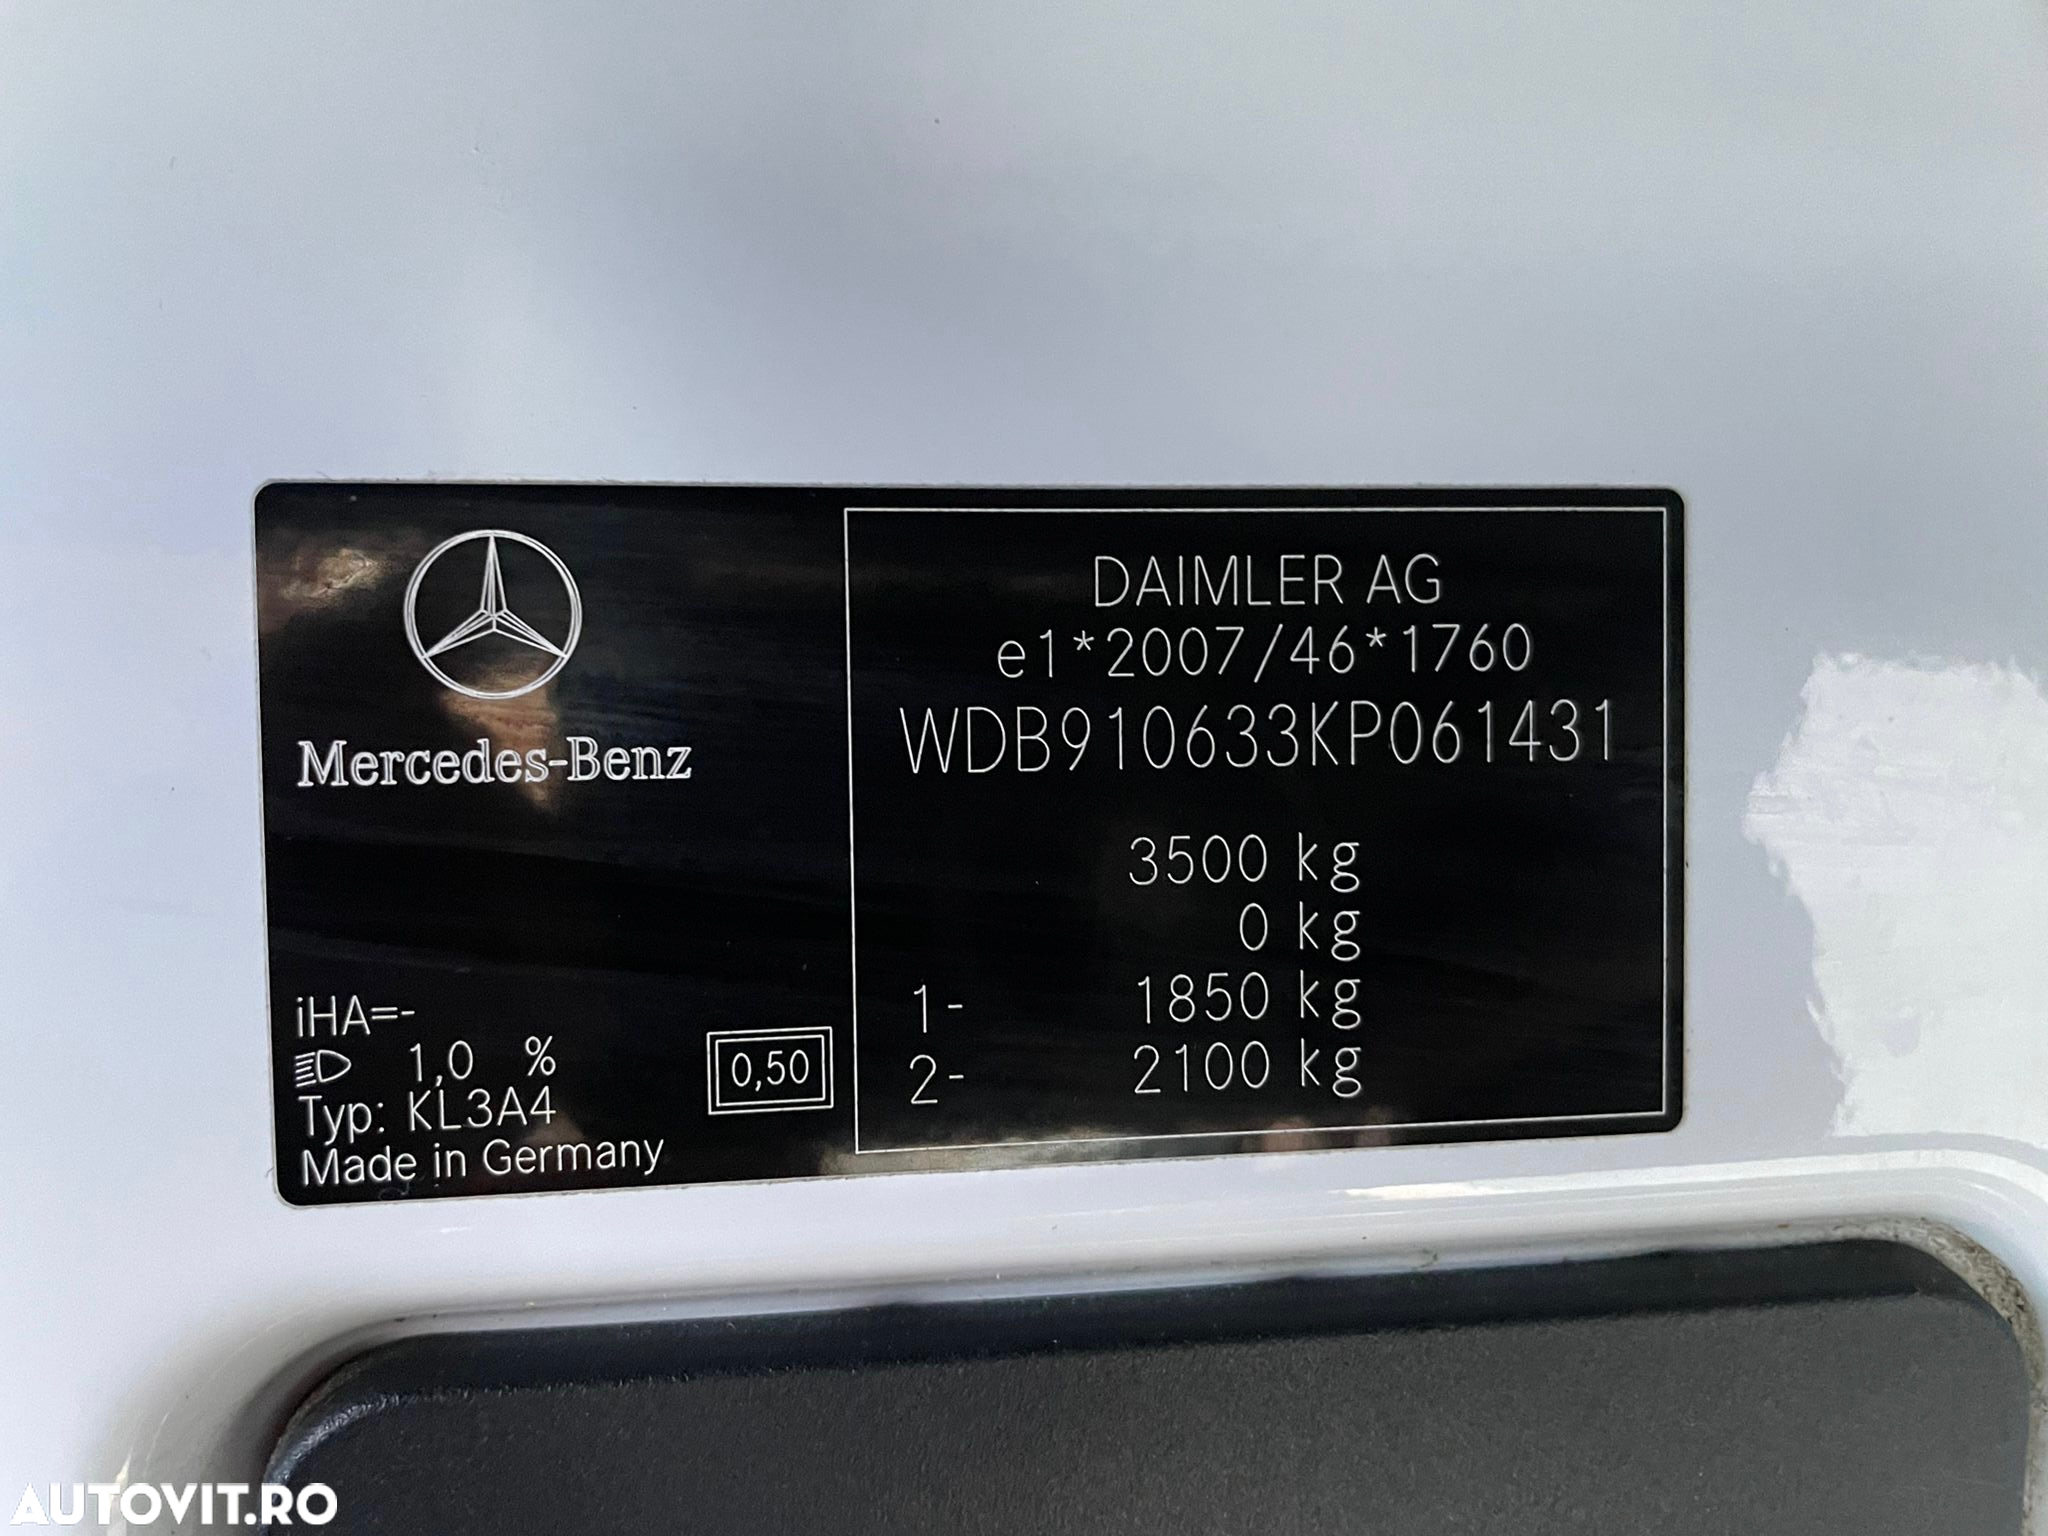 Mercedes-Benz
iHA=-
1,0 %
Typ: KL3A4
Made in Germany
0,50
DAIMLER AG
e1*2007/46*1760
WDB910633KP061431
3500 kg
0 kg
1- 1850 kg
2- 2100 kg
AUTOVIT.RO